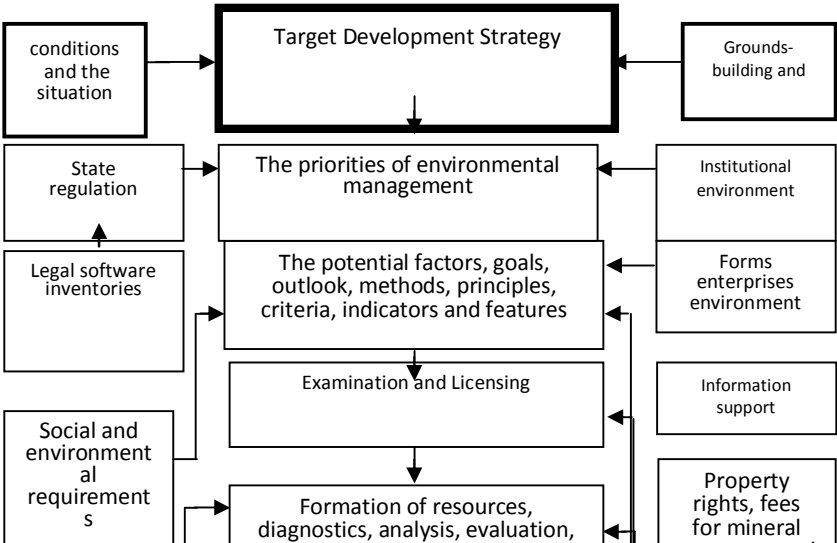 conditions
and the
situation
Target Development Strategy
Grounds-
building and
State
regulation
The priorities of environmental
management
Institutional
environment
Legal software
inventories
The potential factors, goals,
outlook, methods, principles,
criteria, indicators and features
Forms
enterprises
environment
Examination and Licensing
Information
support
Social and
environment
al
requirement
s
Formation of resources,
diagnostics, analysis, evaluation,
Property
rights, fees
for mineral